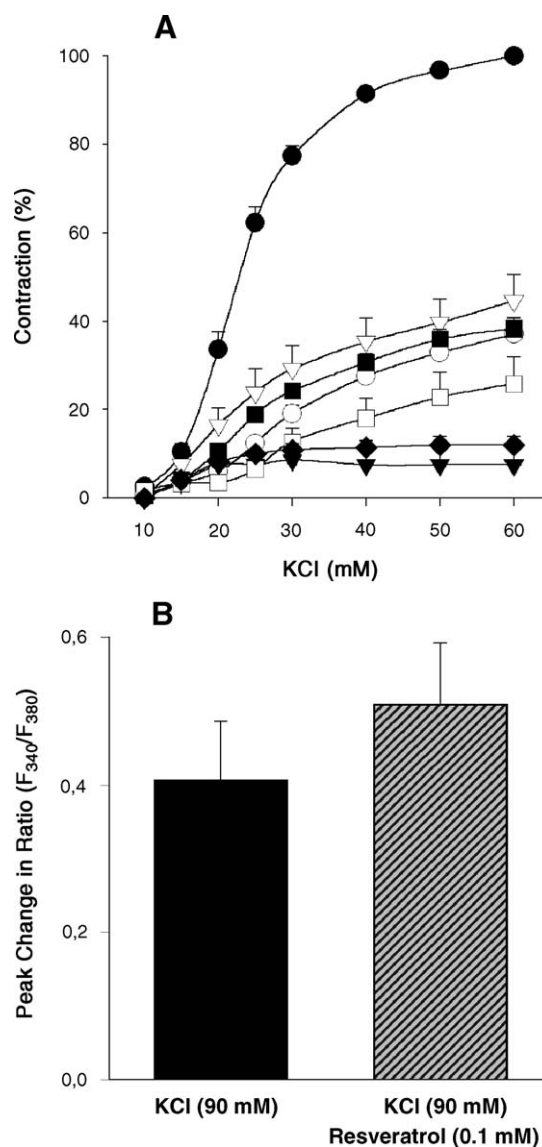 A
100
80
60
40
20
0
Contraction (%)
10 15 20 25 30 40 50 60
KCl (mM)
B
0,6
0,4
0,2
0,0
Peak Change in Ratio (F340/F380)
KCl (90 mM)
KCl (90 mM)
Resveratrol (0.1 mM)